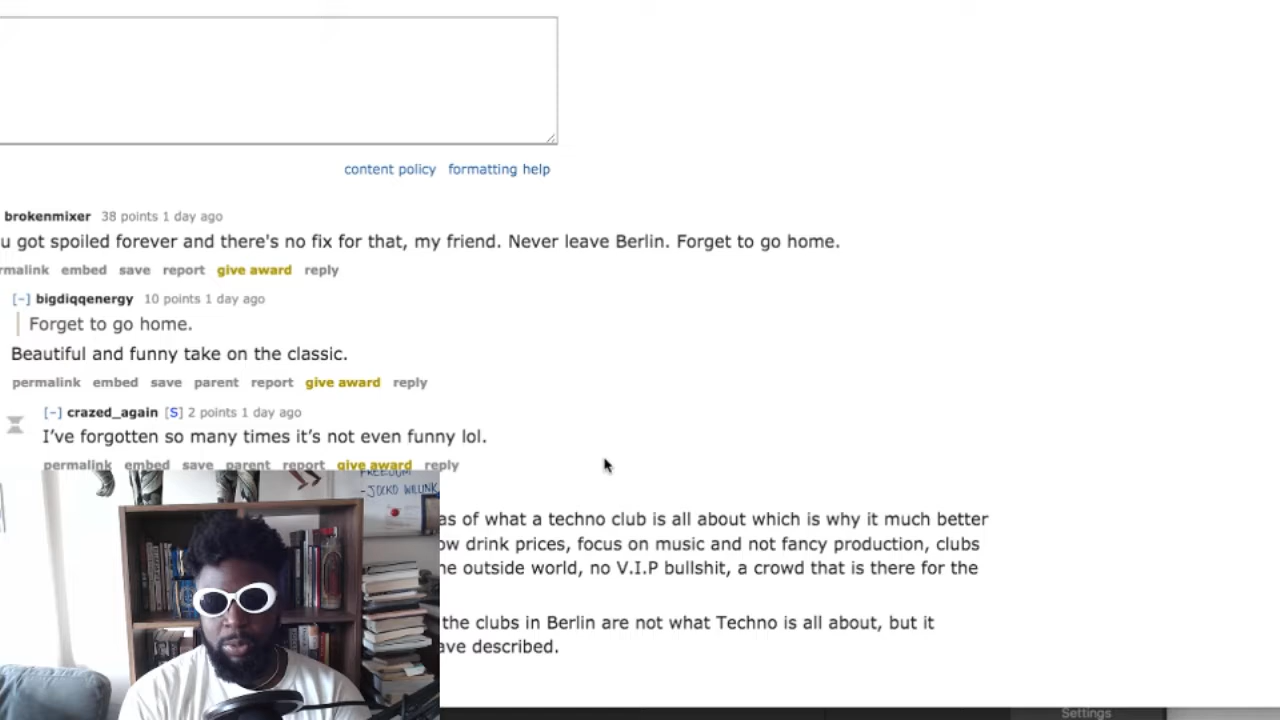 content policy formatting help
brokenmixer 38 points 1 day ago
u got spoiled forever and there's no fix for that, my friend. Never leave Berlin. Forget to go home.
rmalink embed save report give award reply
[-] bigdiqqenergy 10 points 1 day ago
Forget to go home.
Beautiful and funny take on the classic.
permalink embed save parent report give award reply
[-] crazed_again [S] 2 points 1 day ago
I've forgotten so many times it's not even funny lol.
permalink embed save parent report give award reply
FREEDOM
-JOCKO WILLINK
as of what a techno club is all about which is why it much better
ow drink prices, focus on music and not fancy production, clubs
he outside world, no V.I.P bullshit, a crowd that is there for the
the clubs in Berlin are not what Techno is all about, but it
ave described.
Settings